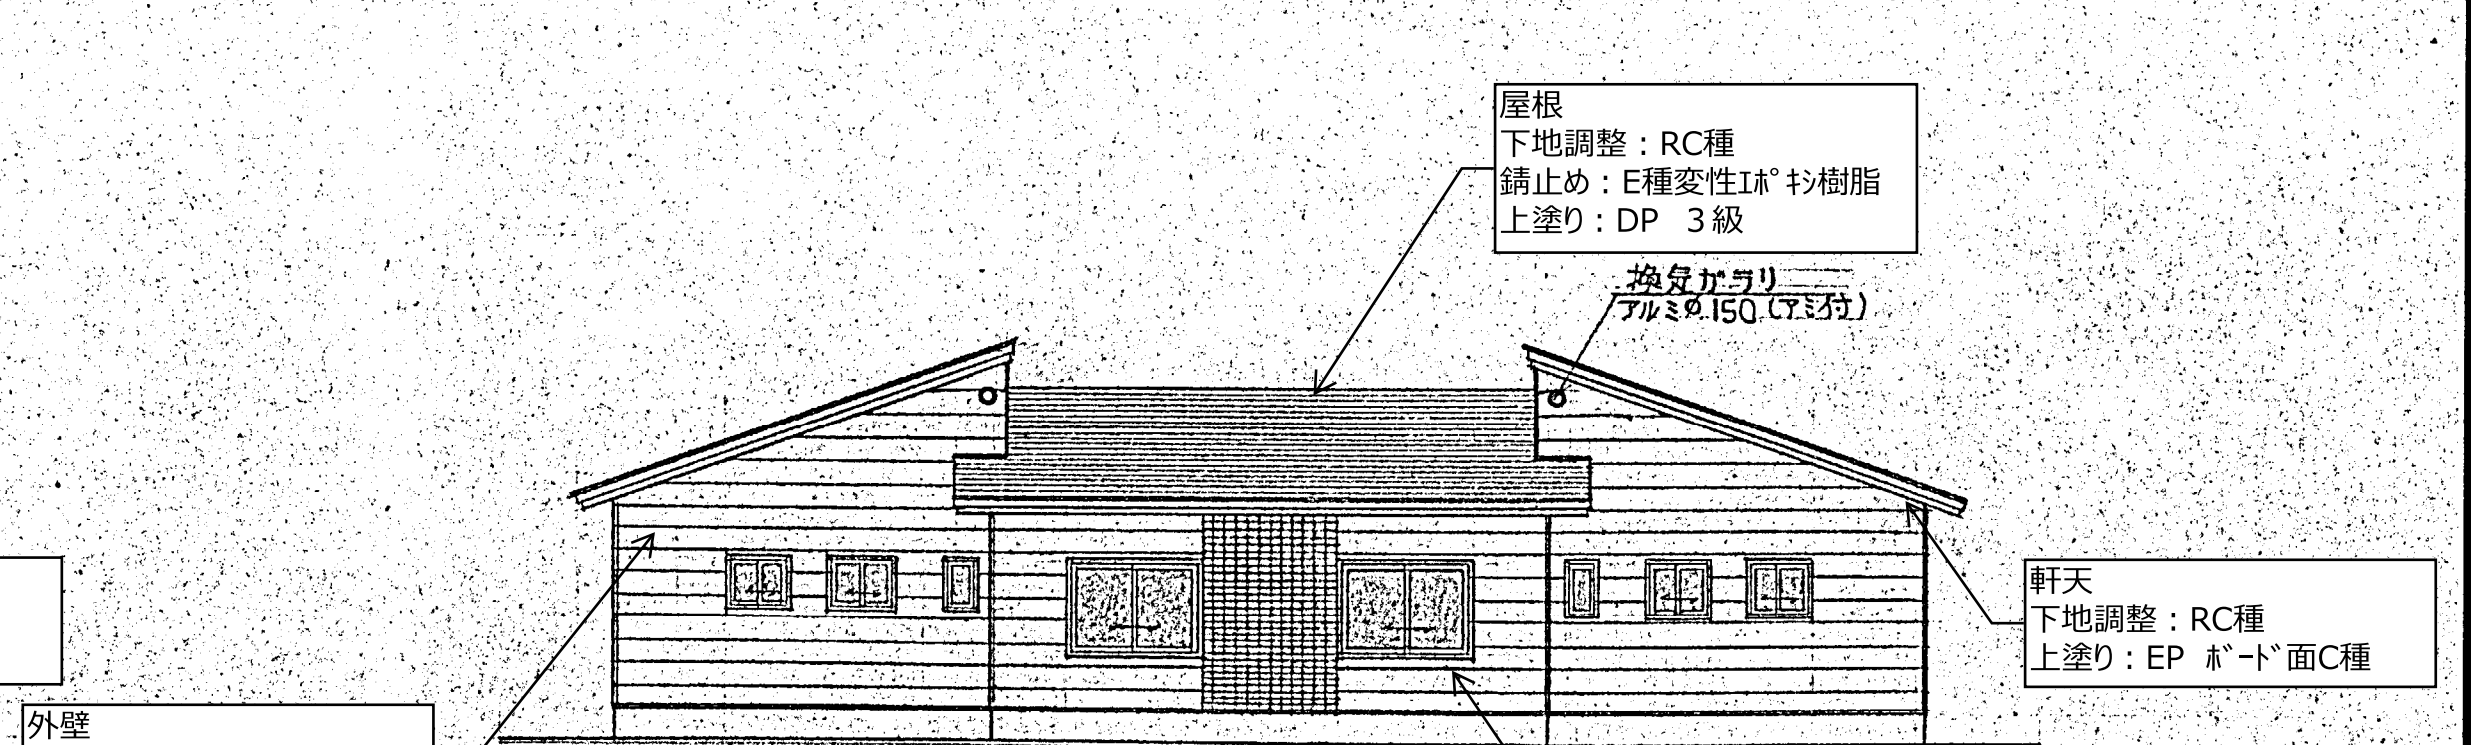 屋根
下地調整：RC種
錆止め：E種変性ｴﾎﾟｷｼ樹脂
上塗り：DP　３級
換気ガラリ
アルミφ150(アミ付)
軒天
下地調整：RC種
上塗り：EP ﾎﾞｰﾄﾞ面C種
外壁